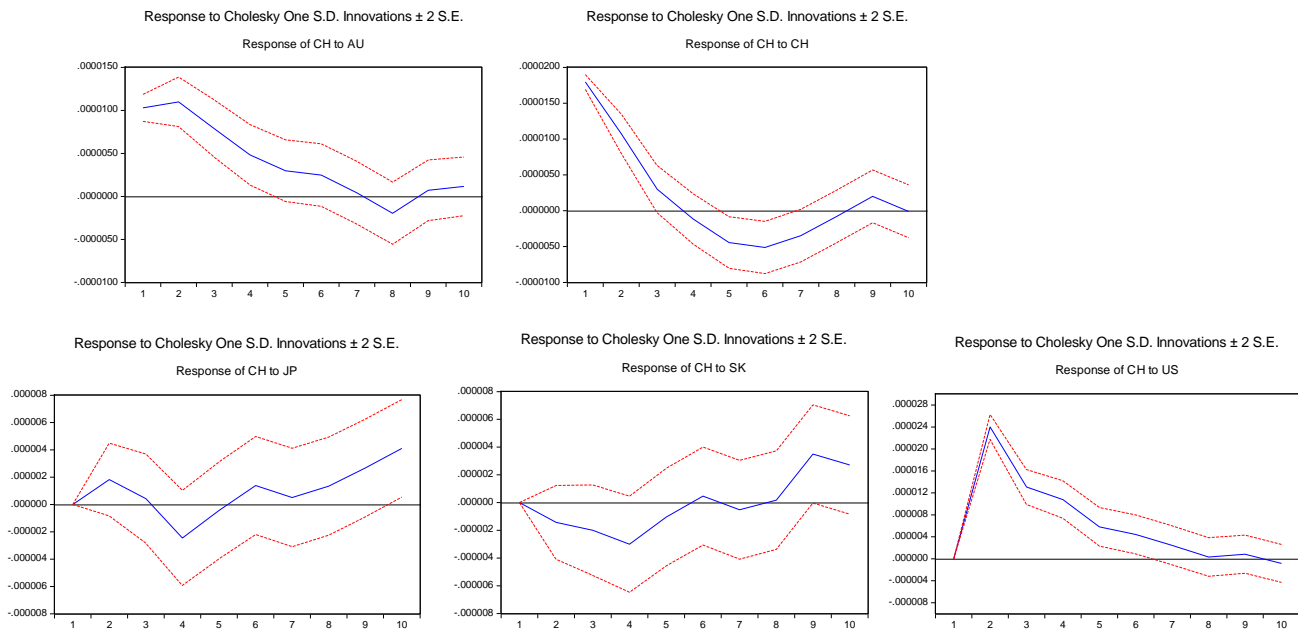 Response to Cholesky One S.D. Innovations ± 2 S.E.
Response of CH to AU
.0000150
.0000100
.0000050
.0000000
-.0000050
-.0000100
1 2 3 4 5 6 7 8 9 10
Response to Cholesky One S.D. Innovations ± 2 S.E.
Response of CH to CH
.0000200
.0000150
.0000100
.0000050
.0000000
-.0000050
-.0000100
1 2 3 4 5 6 7 8 9 10
Response to Cholesky One S.D. Innovations ± 2 S.E.
Response of CH to JP
.000008
.000006
.000004
.000002
.000000
-.000002
-.000004
-.000006
-.000008
1 2 3 4 5 6 7 8 9 10
Response to Cholesky One S.D. Innovations ± 2 S.E.
Response of CH to SK
.000008
.000006
.000004
.000002
.000000
-.000002
-.000004
-.000006
-.000008
1 2 3 4 5 6 7 8 9 10
Response to Cholesky One S.D. Innovations ± 2 S.E.
Response of CH to US
.000028
.000024
.000020
.000016
.000012
.000008
.000004
.000000
-.000004
-.000008
1 2 3 4 5 6 7 8 9 10